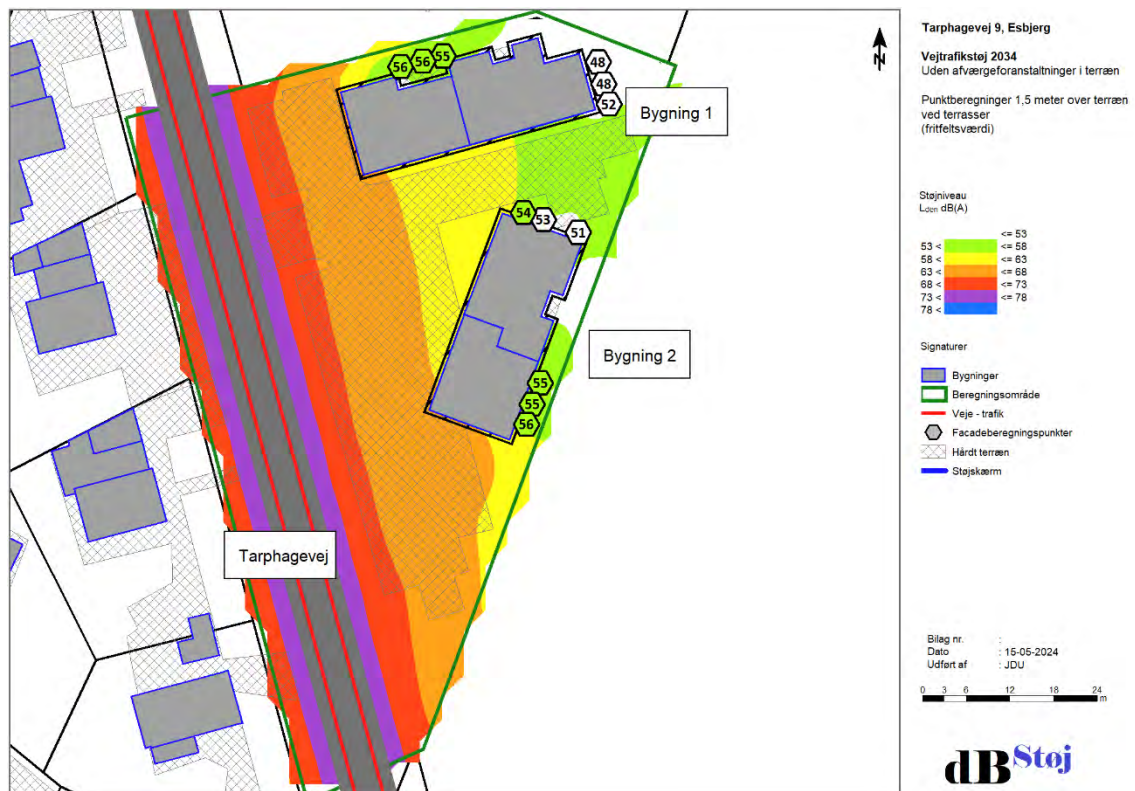 56
56
55
48
48
52
Bygning 1
54
53
51
Bygning 2
55
55
56
Tarphagevej
N
Tarphagevej 9, Esbjerg
Vejtrafikstøj 2034
Uden afværgeforanstaltninger i terræn
Punktberegninger 1,5 meter over terræn
ved terrasser
(fritfeltsværdi)
Støjniveau
Lden dB(A)
<= 53
53 < <= 58
58 < <= 63
63 < <= 68
68 < <= 73
73 < <= 78
78 <
Signaturer
Bygninger
Beregningsområde
Veje - trafik
Facadeberegningspunkter
Hårdt terræn
Støjskærm
Bilag nr. :
Dato : 15-05-2024
Udført af : JDU
0 3 6 12 18 24
m
dBStøj